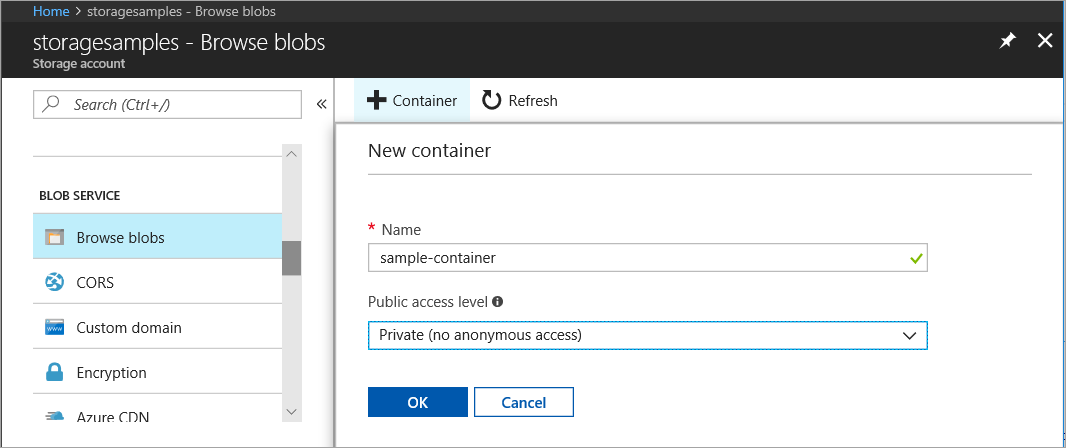 Home > storagesamples - Browse blobs
storagesamples - Browse blobs
Storage account
Search (Ctrl+/)
«
BLOB SERVICE
Browse blobs
CORS
www
Custom domain
Encryption
Azure CDN
Container
Refresh
New container
* Name
sample-container
Public access level
Private (no anonymous access)
OK
Cancel